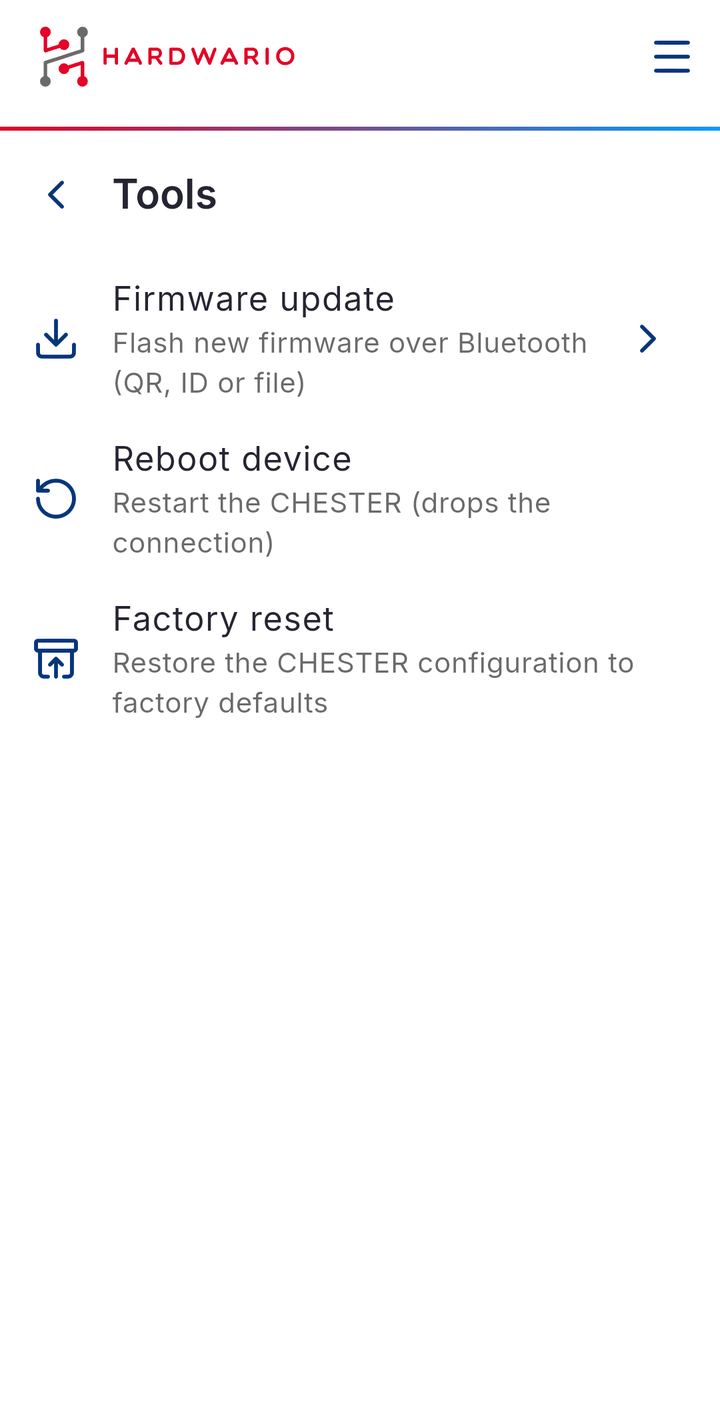 HARDWARIO
Tools
Firmware update
Flash new firmware over Bluetooth
(QR, ID or file)
Reboot device
Restart the CHESTER (drops the
connection)
Factory reset
Restore the CHESTER configuration to
factory defaults